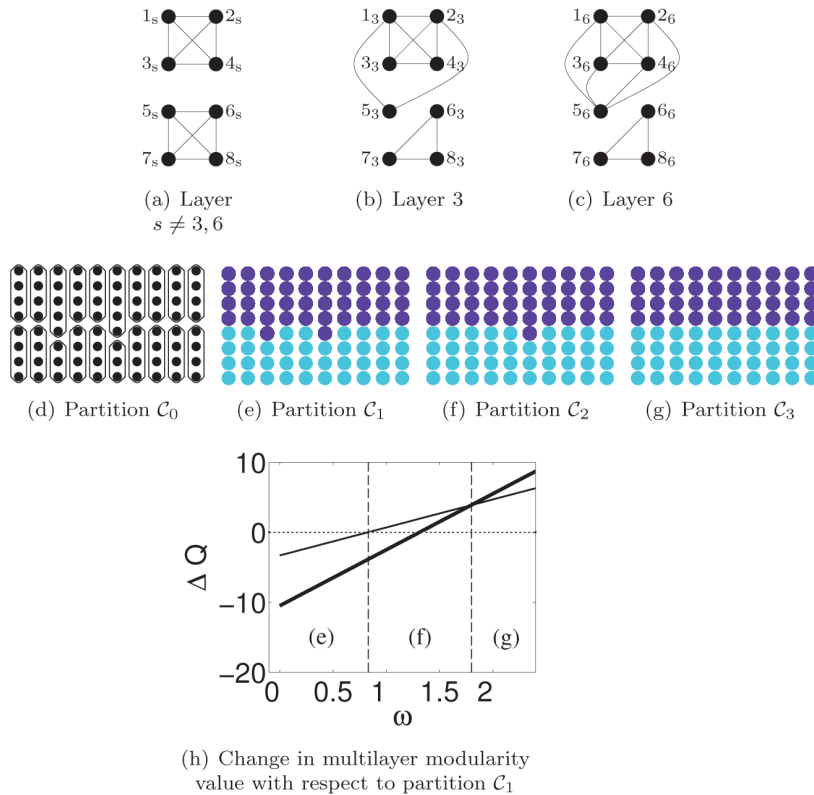 1s 2s 1₃ 2₃ 1₆ 2₆
3s 4s 3₃ 4₃ 3₆ 4₆
5s 6s 5₃ 6₃ 5₆ 6₆
7s 8s 7₃ 8₃ 7₆ 8₆
(a) Layer
s ≠ 3, 6
(b) Layer 3
(c) Layer 6
(d) Partition C₀
(e) Partition C₁
(f) Partition C₂
(g) Partition C₃
10
0
−10
−20
Δ Q
(e) (f) (g)
0 0.5 1 1.5 2
ω
(h) Change in multilayer modularity
value with respect to partition C₁